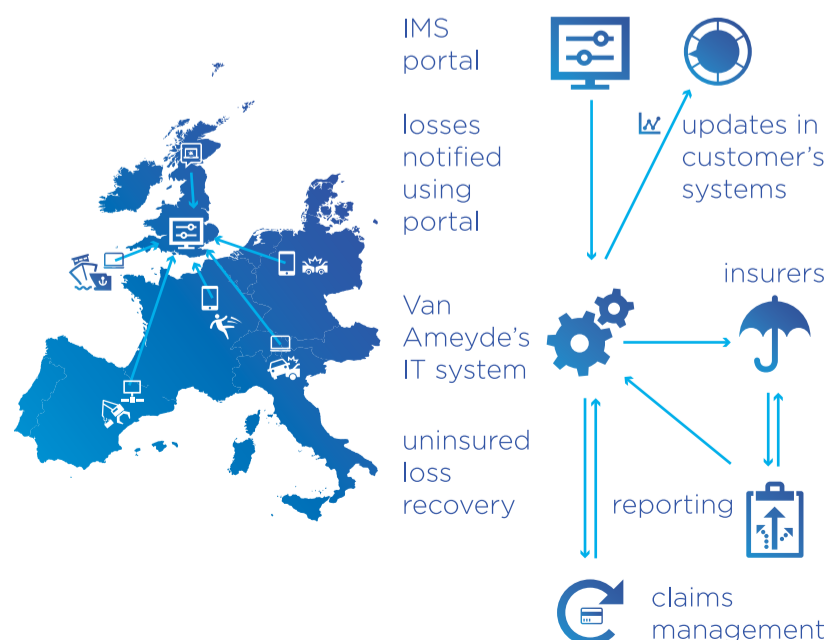 IMS
portal
losses
notified
using
portal
updates in
customer's
systems
insurers
Van
Ameyde's
IT system
uninsured
loss
recovery
reporting
claims
management